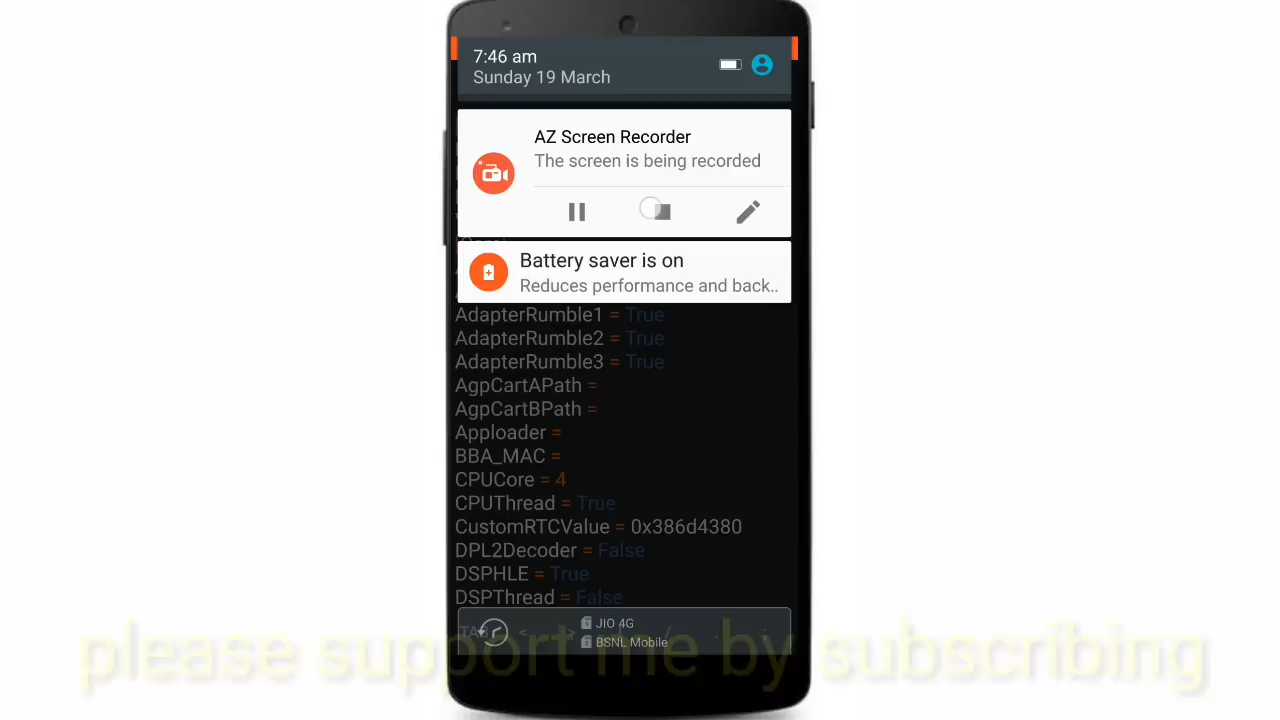 7:46 am
Sunday 19 March
AZ Screen Recorder
The screen is being recorded
Battery saver is on
Reduces performance and back..
AdapterRumble1 = True
AdapterRumble2 = True
AdapterRumble3 = True
AgpCartAPath =
AgpCartBPath =
Apploader =
BBA_MAC =
CPUCore = 4
CPUThread = True
CustomRTCValue = 0x386d4380
DPL2Decoder = False
DSPHLE = True
DSPThread = False
JIO 4G
TAB < > / . ;
BSNL Mobile
please support me by subscribing